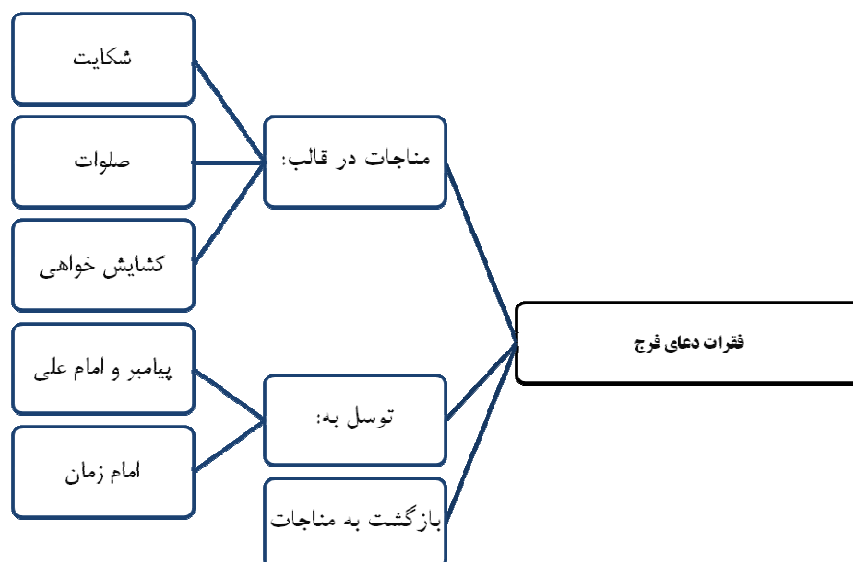 فقرات دعای فرج
مناجات در قالب:
شکایت
صلوات
کشایش خواهی
توسل به:
پیامبر و امام علی
امام زمان
بازگشت به مناجات